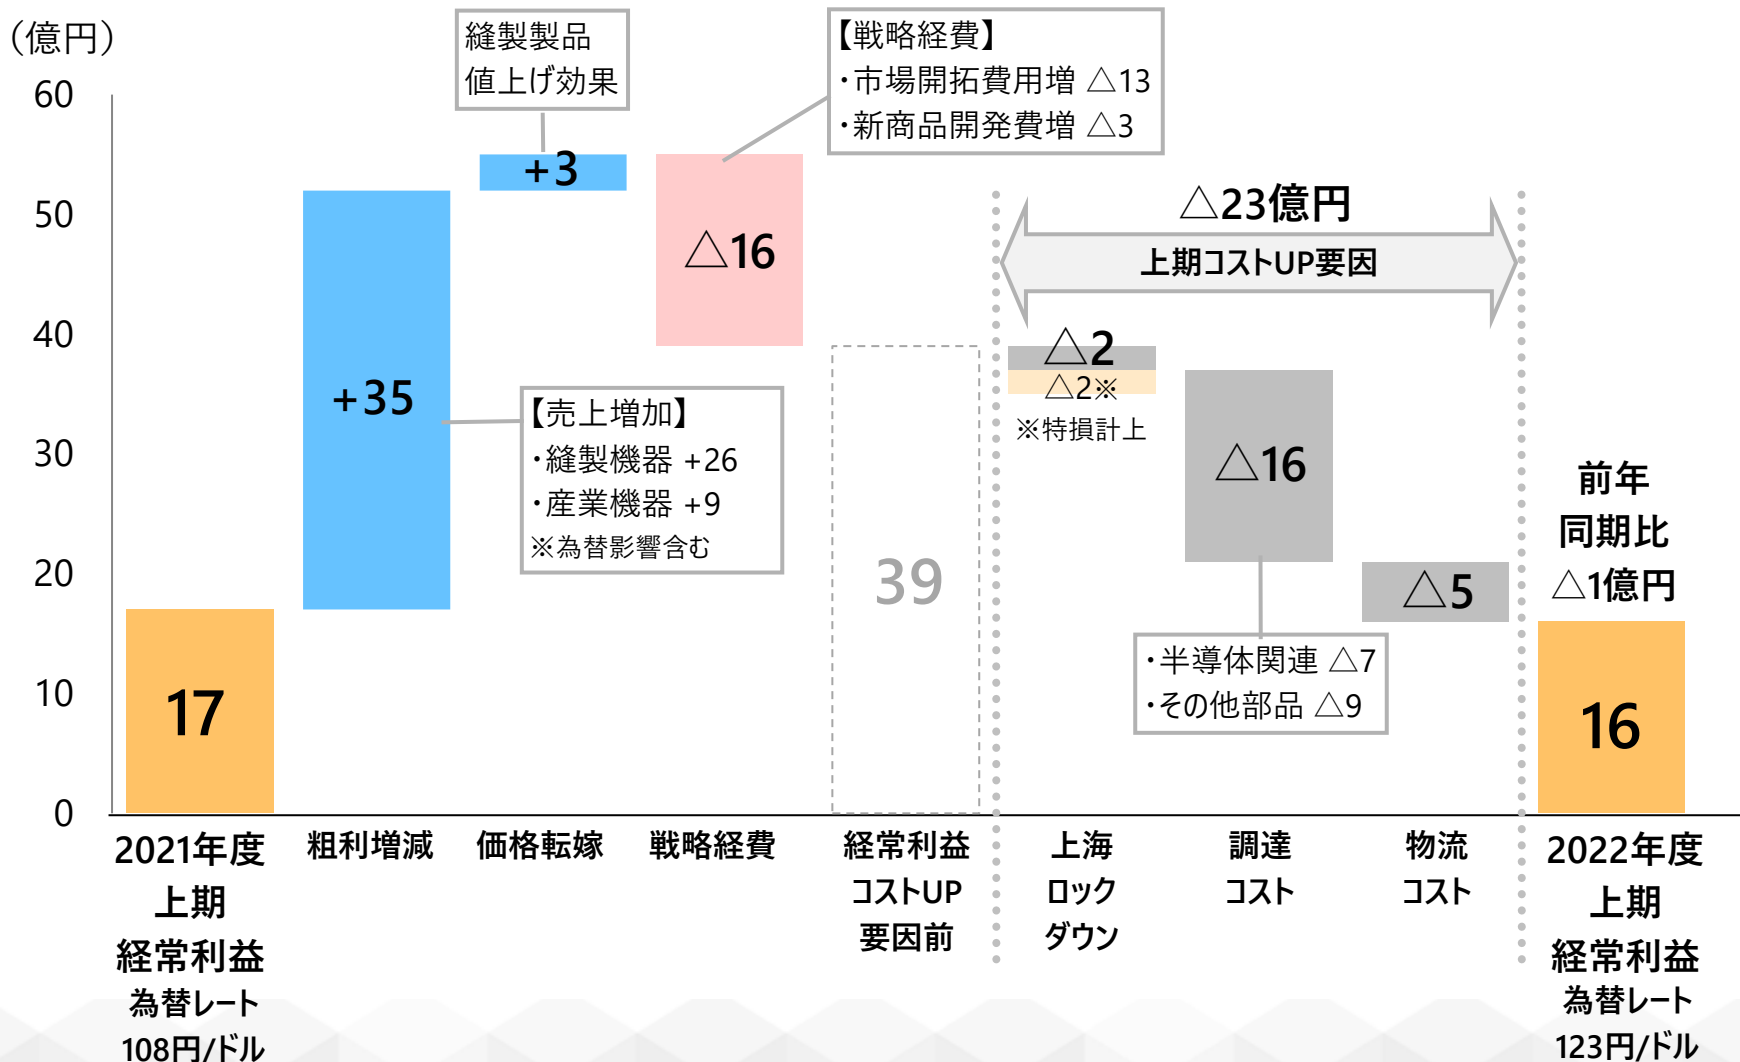 （億円）
60
50
40
30
20
10
0
縫製製品
値上げ効果
【戦略経費】
・市場開拓費用増 △13
・新商品開発費増 △3
+3
+35
△16
【売上増加】
・縫製機器 +26
・産業機器 +9
※為替影響含む
17
39
△23億円
上期コストUP要因
△2
△2※
※特損計上
△16
・半導体関連 △7
・その他部品 △9
△5
前年
同期比
△1億円
16
2021年度
上期
経常利益
為替レート
108円/ドル
粗利増減
価格転嫁
戦略経費
経常利益
コストUP
要因前
上海
ロック
ダウン
調達
コスト
物流
コスト
2022年度
上期
経常利益
為替レート
123円/ドル